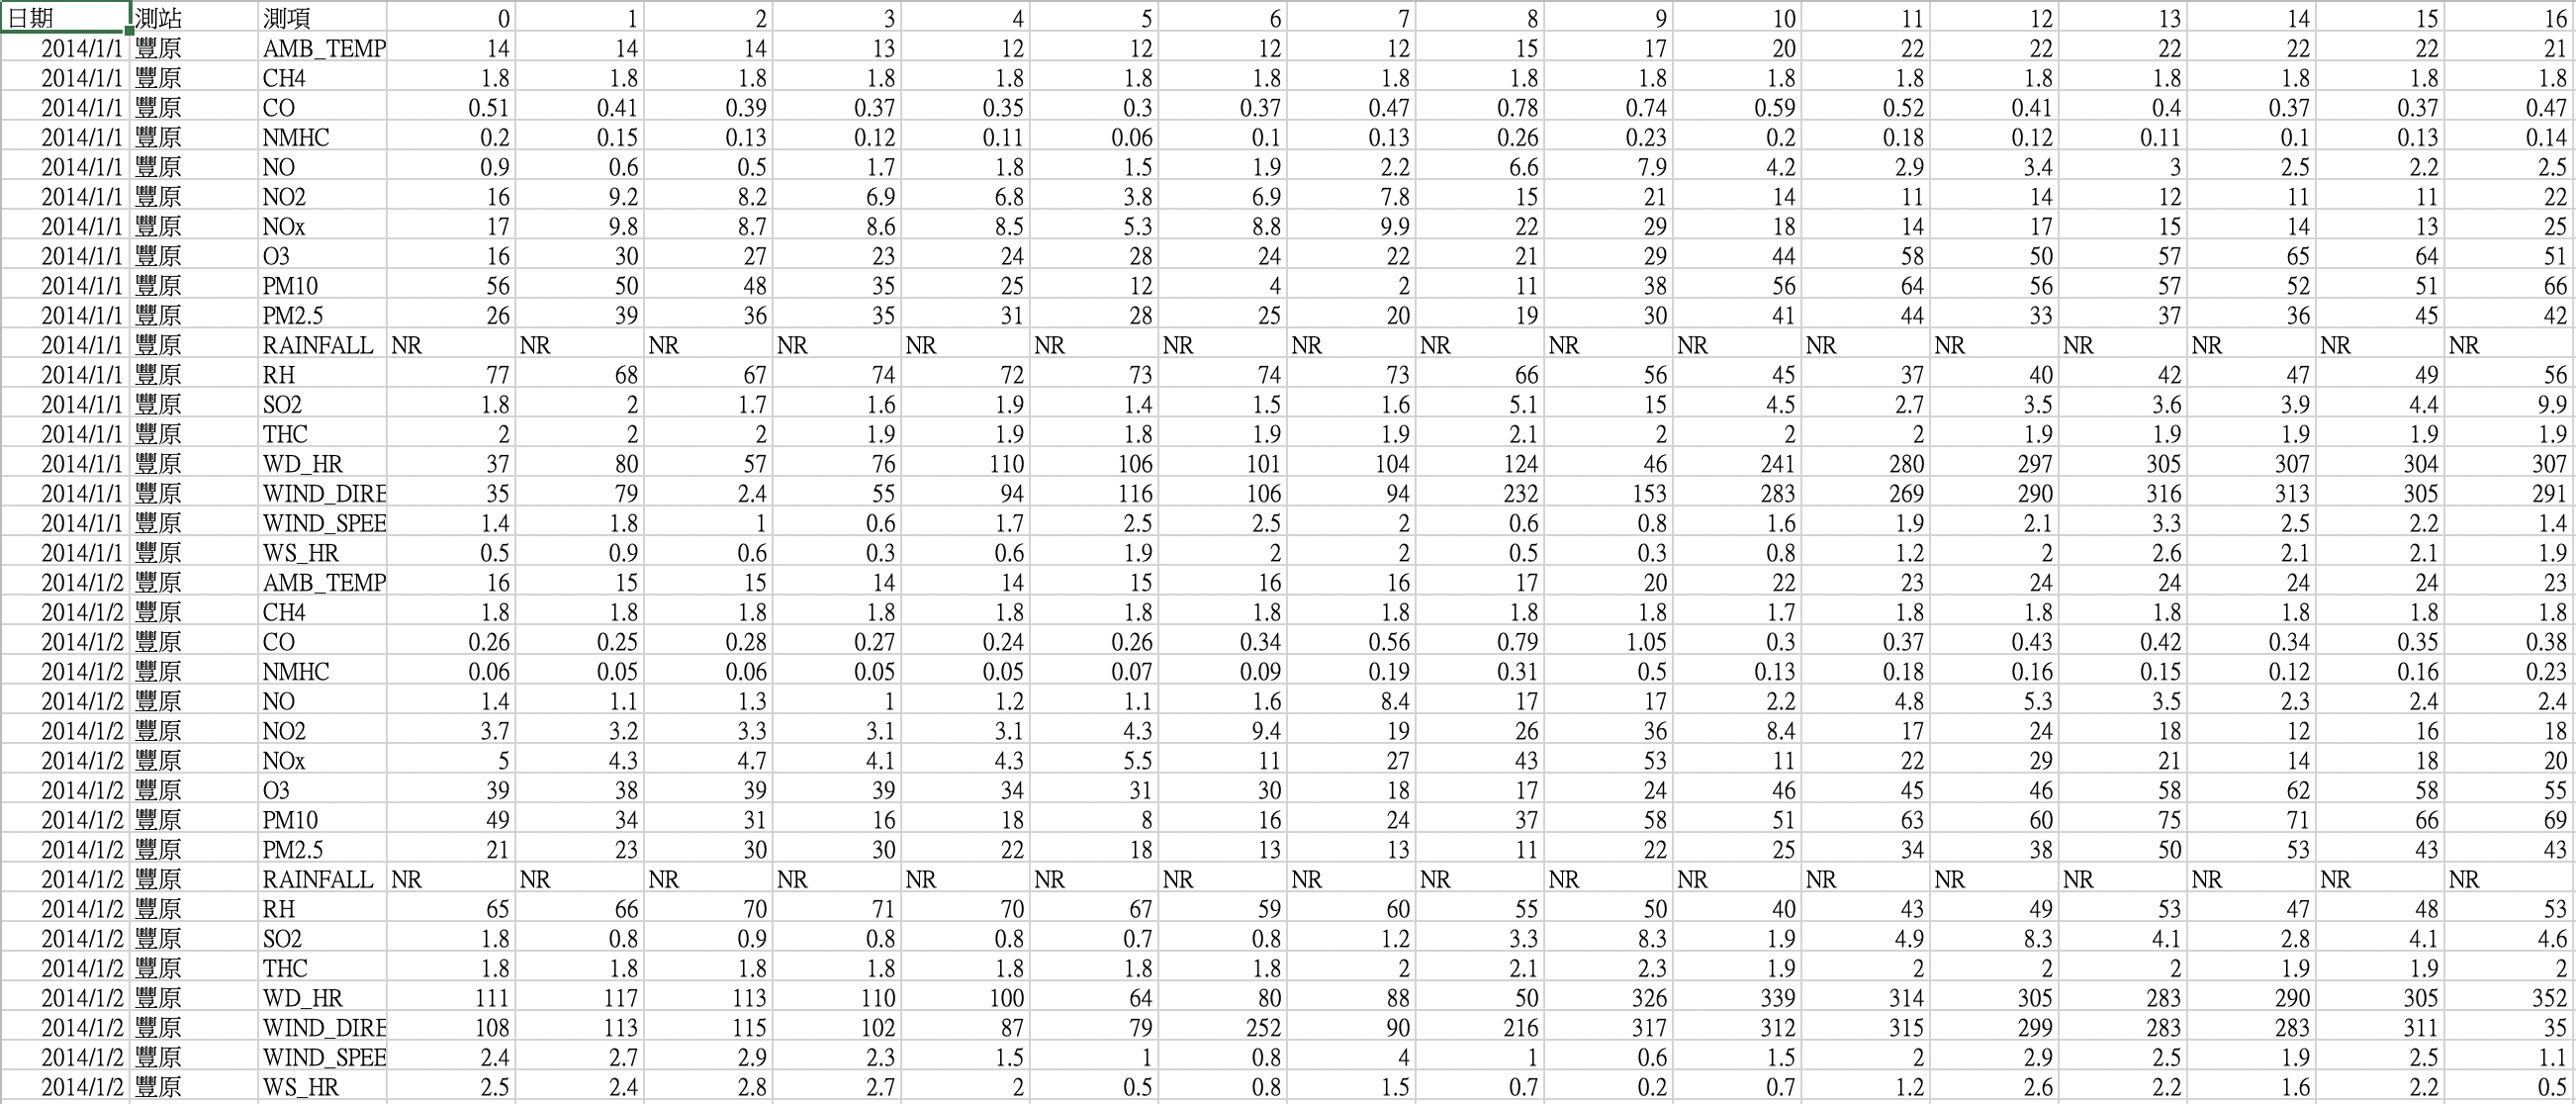 日期 測站 測項 0 1 2 3 4 5 6 7 8 9 10 11 12 13 14 15 16
2014/1/1 豐原 AMB_TEMP 14 14 14 13 12 12 12 12 15 17 20 22 22 22 22 22 21
2014/1/1 豐原 CH4 1.8 1.8 1.8 1.8 1.8 1.8 1.8 1.8 1.8 1.8 1.8 1.8 1.8 1.8 1.8 1.8 1.8
2014/1/1 豐原 CO 0.51 0.41 0.39 0.37 0.35 0.3 0.37 0.47 0.78 0.74 0.59 0.52 0.41 0.4 0.37 0.37 0.47
2014/1/1 豐原 NMHC 0.2 0.15 0.13 0.12 0.11 0.06 0.1 0.13 0.26 0.23 0.2 0.18 0.12 0.11 0.1 0.13 0.14
2014/1/1 豐原 NO 0.9 0.6 0.5 1.7 1.8 1.5 1.9 2.2 6.6 7.9 4.2 2.9 3.4 3 2.5 2.2 2.5
2014/1/1 豐原 NO2 16 9.2 8.2 6.9 6.8 3.8 6.9 7.8 15 21 14 11 14 12 11 11 22
2014/1/1 豐原 NOx 17 9.8 8.7 8.6 8.5 5.3 8.8 9.9 22 29 18 14 17 15 14 13 25
2014/1/1 豐原 O3 16 30 27 23 24 28 24 22 21 29 44 58 50 57 65 64 51
2014/1/1 豐原 PM10 56 50 48 35 25 12 4 2 11 38 56 64 56 57 52 51 66
2014/1/1 豐原 PM2.5 26 39 36 35 31 28 25 20 19 30 41 44 33 37 36 45 42
2014/1/1 豐原 RAINFALL NR NR NR NR NR NR NR NR NR NR NR NR NR NR NR NR NR
2014/1/1 豐原 RH 77 68 67 74 72 73 74 73 66 56 45 37 40 42 47 49 56
2014/1/1 豐原 SO2 1.8 2 1.7 1.6 1.9 1.4 1.5 1.6 5.1 15 4.5 2.7 3.5 3.6 3.9 4.4 9.9
2014/1/1 豐原 THC 2 2 2 1.9 1.9 1.8 1.9 1.9 2.1 2 2 2 1.9 1.9 1.9 1.9 1.9
2014/1/1 豐原 WD_HR 37 80 57 76 110 106 101 104 124 46 241 280 297 305 307 304 307
2014/1/1 豐原 WIND_DIRE 35 79 2.4 55 94 116 106 94 232 153 283 269 290 316 313 305 291
2014/1/1 豐原 WIND_SPEE 1.4 1.8 1 0.6 1.7 2.5 2.5 2 0.6 0.8 1.6 1.9 2.1 3.3 2.5 2.2 1.4
2014/1/1 豐原 WS_HR 0.5 0.9 0.6 0.3 0.6 1.9 2 2 0.5 0.3 0.8 1.2 2 2.6 2.1 2.1 1.9
2014/1/2 豐原 AMB_TEMP 16 15 15 14 14 15 16 16 17 20 22 23 24 24 24 24 23
2014/1/2 豐原 CH4 1.8 1.8 1.8 1.8 1.8 1.8 1.8 1.8 1.8 1.8 1.7 1.8 1.8 1.8 1.8 1.8 1.8
2014/1/2 豐原 CO 0.26 0.25 0.28 0.27 0.24 0.26 0.34 0.56 0.79 1.05 0.3 0.37 0.43 0.42 0.34 0.35 0.38
2014/1/2 豐原 NMHC 0.06 0.05 0.06 0.05 0.05 0.07 0.09 0.19 0.31 0.5 0.13 0.18 0.16 0.15 0.12 0.16 0.23
2014/1/2 豐原 NO 1.4 1.1 1.3 1 1.2 1.1 1.6 8.4 17 17 2.2 4.8 5.3 3.5 2.3 2.4 2.4
2014/1/2 豐原 NO2 3.7 3.2 3.3 3.1 3.1 4.3 9.4 19 26 36 8.4 17 24 18 12 16 18
2014/1/2 豐原 NOx 5 4.3 4.7 4.1 4.3 5.5 11 27 43 53 11 22 29 21 14 18 20
2014/1/2 豐原 O3 39 38 39 39 34 31 30 18 17 24 46 45 46 58 62 58 55
2014/1/2 豐原 PM10 49 34 31 16 18 8 16 24 37 58 51 63 60 75 71 66 69
2014/1/2 豐原 PM2.5 21 23 30 30 22 18 13 13 11 22 25 34 38 50 53 43 43
2014/1/2 豐原 RAINFALL NR NR NR NR NR NR NR NR NR NR NR NR NR NR NR NR NR
2014/1/2 豐原 RH 65 66 70 71 70 67 59 60 55 50 40 43 49 53 47 48 53
2014/1/2 豐原 SO2 1.8 0.8 0.9 0.8 0.8 0.7 0.8 1.2 3.3 8.3 1.9 4.9 8.3 4.1 2.8 4.1 4.6
2014/1/2 豐原 THC 1.8 1.8 1.8 1.8 1.8 1.8 1.8 2 2.1 2.3 1.9 2 2 2 1.9 1.9 2
2014/1/2 豐原 WD_HR 111 117 113 110 100 64 80 88 50 326 339 314 305 283 290 305 352
2014/1/2 豐原 WIND_DIRE 108 113 115 102 87 79 252 90 216 317 312 315 299 283 283 311 35
2014/1/2 豐原 WIND_SPEE 2.4 2.7 2.9 2.3 1.5 1 0.8 4 1 0.6 1.5 2 2.9 2.5 1.9 2.5 1.1
2014/1/2 豐原 WS_HR 2.5 2.4 2.8 2.7 2 0.5 0.8 1.5 0.7 0.2 0.7 1.2 2.6 2.2 1.6 2.2 0.5